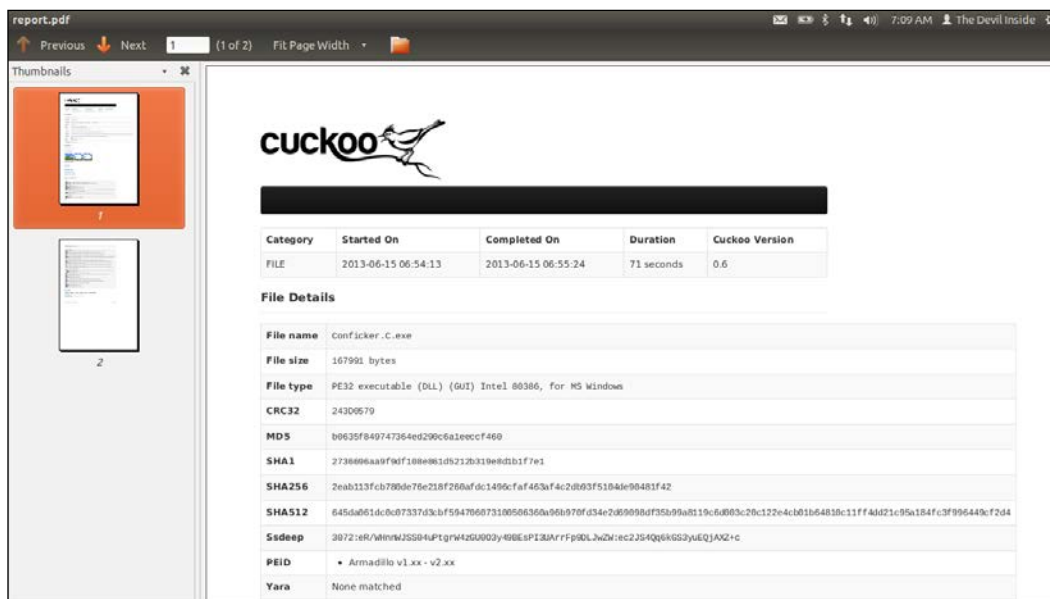 report.pdf
7:09 AM The Devil Inside
Previous Next 1 (1 of 2) Fit Page Width
Thumbnails
1
2
cuckoo
Category Started On Completed On Duration Cuckoo Version
FILE 2013-06-15 06:54:13 2013-06-15 06:55:24 71 seconds 0.6
File Details
File name Conficker.C.exe
File size 167991 bytes
File type PE32 executable (DLL) (GUI) Intel 80386, for MS Windows
CRC32 243D0579
MD5
SHA1
SHA256
SHA512
Ssdeep
PEiD • Armadillo v1.xx - v2.xx
Yara None matched